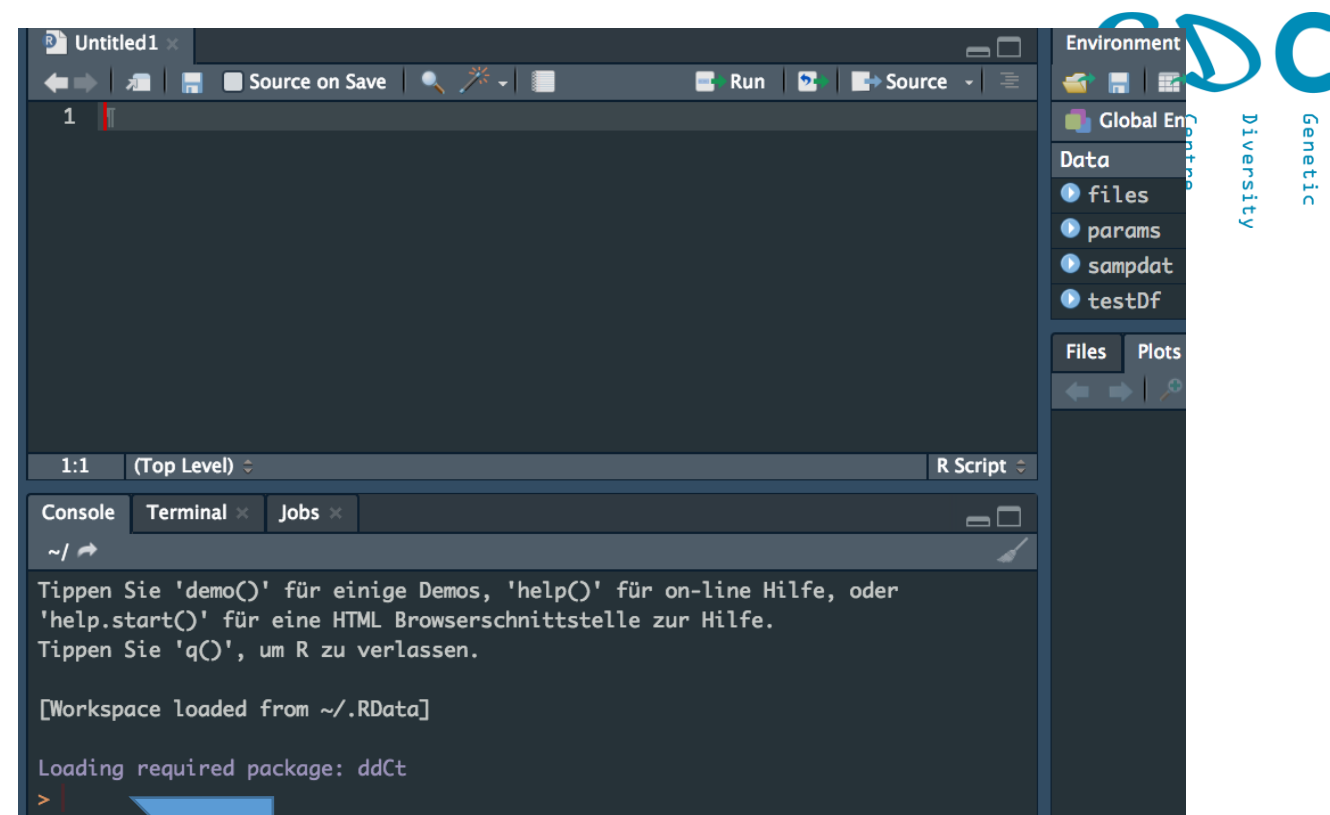 Untitled1
Source on Save
Run
Source
1
1:1 (Top Level)
R Script
Console Terminal Jobs
~/
Tippen Sie 'demo()' für einige Demos, 'help()' für on-line Hilfe, oder
'help.start()' für eine HTML Browserschnittstelle zur Hilfe.
Tippen Sie 'q()', um R zu verlassen.
[Workspace loaded from ~/.RData]
Loading required package: ddCt
>
Environment
Global En
Data
files
params
sampdat
testDf
Files Plots
Genetic
Diversity